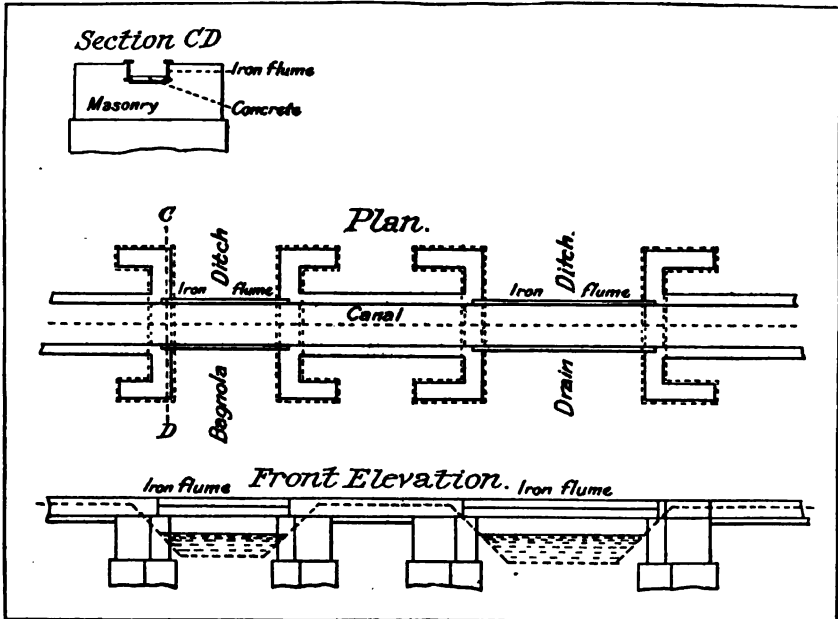 Section CD
Iron flume
Masonry
Concrete
Plan.
C
Ditch
Ditch.
Iron flume
Iron flume
Canal
Bagnola
Drain
D
Front Elevation.
Iron flume
Iron flume